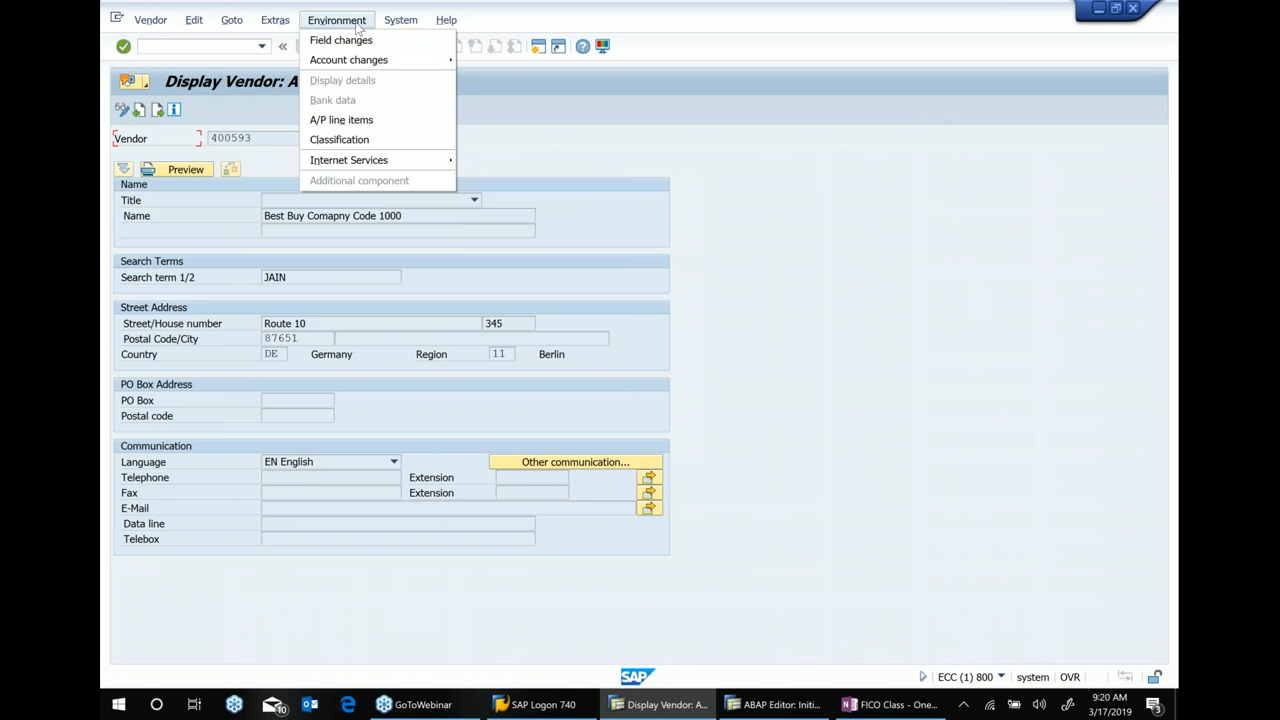 Vendor Edit Goto Extras Environment System Help
Field changes
Account changes
Display Vendor: A
Display details
Bank data
A/P line items
Vendor 400593
Classification
Internet Services
Preview
Additional component
Name
Title
Name Best Buy Comapny Code 1000
Search Terms
Search term 1/2 JAIN
Street Address
Street/House number Route 10 345
Postal Code/City 87651
Country DE Germany Region 11 Berlin
PO Box Address
PO Box
Postal code
Communication
Language EN English Other communication...
Telephone Extension
Fax Extension
E-Mail
Data line
Telebox
SAP ECC (1) 800 system OVR
GoToWebinar SAP Logon 740 Display Vendor: A... ABAP Editor: Initi... FICO Class - One...
10
9:20 AM
3/17/2019
3